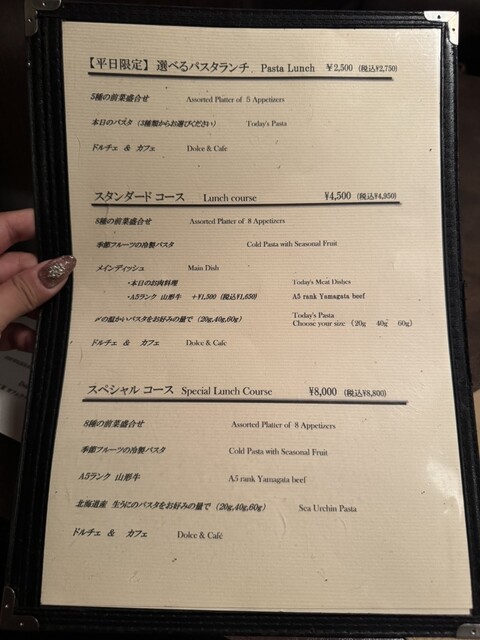 【平日限定】 選べるパスタランチ Pasta Lunch ¥2,500 (税込¥2,750)
5種の前菜盛合せ Assorted Platter of 5 Appetizers
本日のパスタ (3種類からお選びください) Today's Pasta
ドルチェ & カフェ Dolce & Cafe
スタンダード コース Lunch course ¥4,500 (税込¥4,950)
8種の前菜盛合せ Assorted Platter of 8 Appetizers
季節フルーツの冷製パスタ Cold Pasta with Seasonal Fruit
メインディッシュ Main Dish
・本日のお肉料理 Today's Meat Dishes
・A5ランク 山形牛 +¥1,500 (税込¥1,650) A5 rank Yamagata beef
〆の温かいパスタをお好みの量で (20g,40g,60g) Today's Pasta
Choose your size (20g 40g 60g)
ドルチェ & カフェ Dolce & Cafe
スペシャル コース Special Lunch Course ¥8,000 (税込¥8,800)
8種の前菜盛合せ Assorted Platter of 8 Appetizers
季節フルーツの冷製パスタ Cold Pasta with Seasonal Fruit
A5ランク 山形牛 A5 rank Yamagata beef
北海道産 生うにのパスタをお好みの量で (20g,40g,60g) Sea Urchin Pasta
ドルチェ & カフェ Dolce & Café